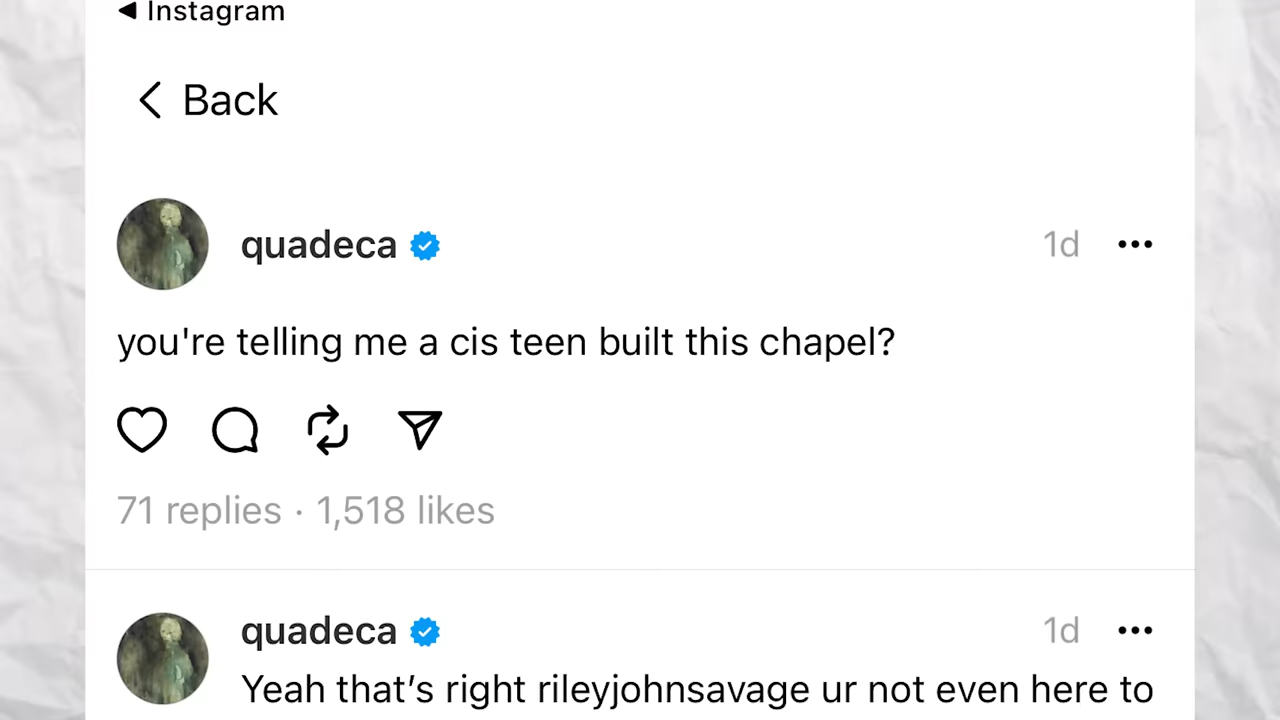 ◀ Instagram
Back
quadeca 1d
you're telling me a cis teen built this chapel?
71 replies · 1,518 likes
quadeca 1d
Yeah that’s right rileyjohnsavage ur not even here to